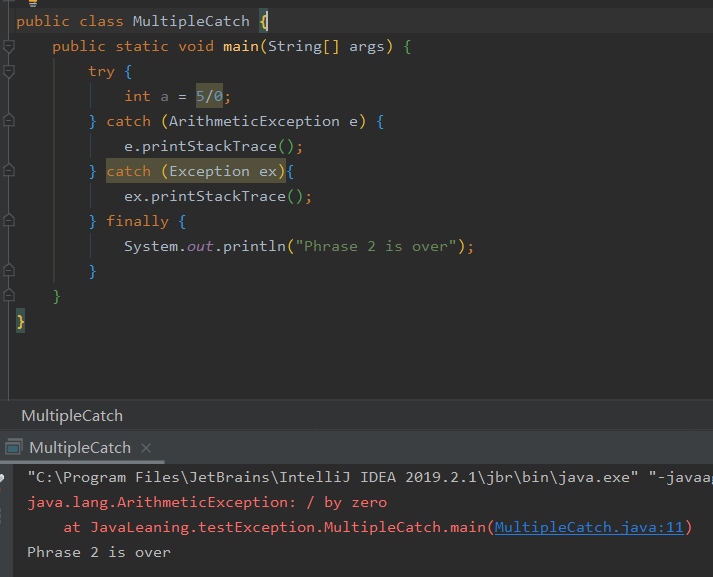 public class MultipleCatch {
    public static void main(String[] args) {
        try {
            int a = 5/0;
        } catch (ArithmeticException e) {
            e.printStackTrace();
        } catch (Exception ex){
            ex.printStackTrace();
        } finally {
            System.out.println("Phrase 2 is over");
        }
    }
}
MultipleCatch
MultipleCatch
"C:\Program Files\JetBrains\IntelliJ IDEA 2019.2.1\jbr\bin\java.exe" "-javaag
java.lang.ArithmeticException: / by zero
    at JavaLeaning.testException.MultipleCatch.main(MultipleCatch.java:11)
Phrase 2 is over